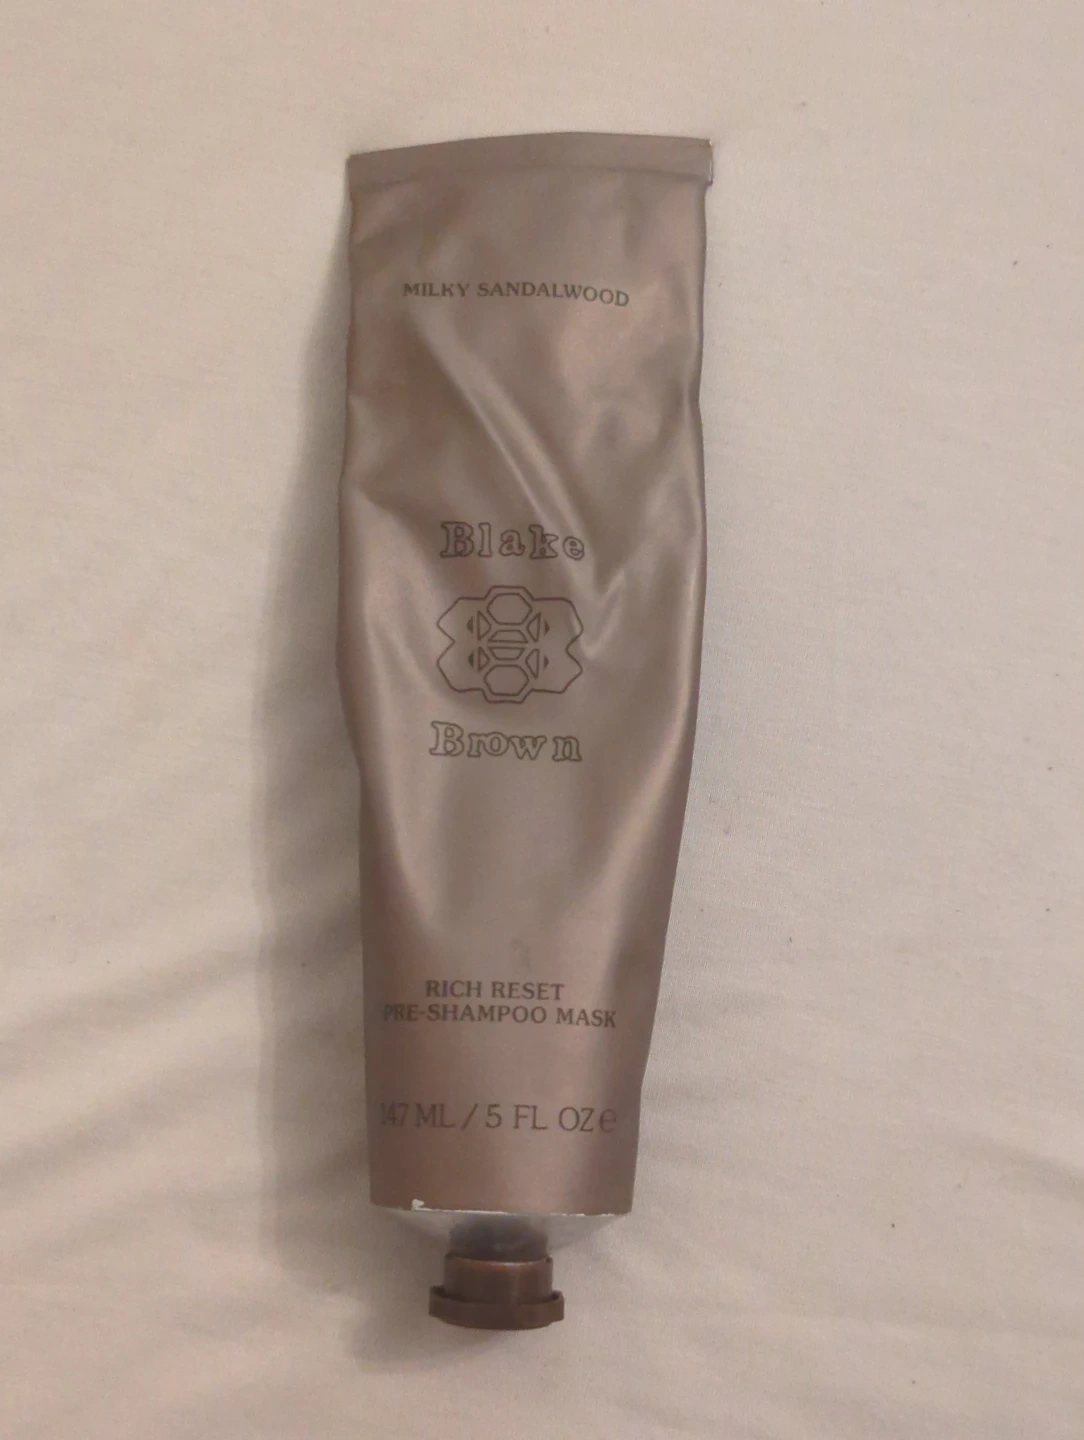 MILKY SANDALWOOD
Blake
Brown
RICH RESET
PRE-SHAMPOO MASK
147 ML / 5 FL OZ ℮